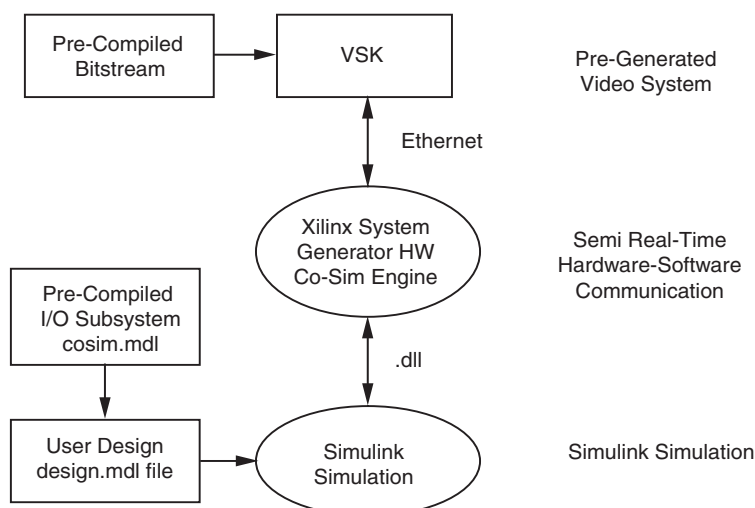 Pre-Compiled
Bitstream
VSK
Pre-Generated
Video System
Ethernet
Xilinx System
Generator HW
Co-Sim Engine
Semi Real-Time
Hardware-Software
Communication
Pre-Compiled
I/O Subsystem
cosim.mdl
.dll
User Design
design.mdl file
Simulink
Simulation
Simulink Simulation